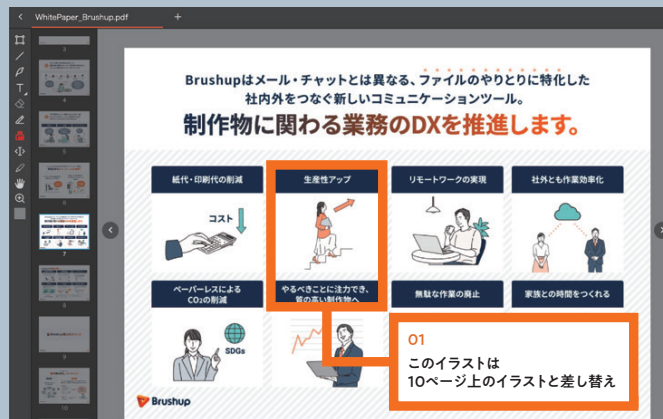 WhitePaper_Brushup.pdf
Brushupはメール・チャットとは異なる、ファイルのやりとりに特化した
社内外をつなぐ新しいコミュニケーションツール。
制作物に関わる業務のDXを推進します。
紙代・印刷代の削減
生産性アップ
リモートワークの実現
社外とも作業効率化
コスト
ペーパーレスによる
CO₂の削減
やるべきことに注力でき、
質の高い制作物へ
無駄な作業の廃止
家族との時間をつくれる
SDGs
01
このイラストは
10ページ上のイラストと差し替え
Brushup
3
4
5
6
7
8
9
10